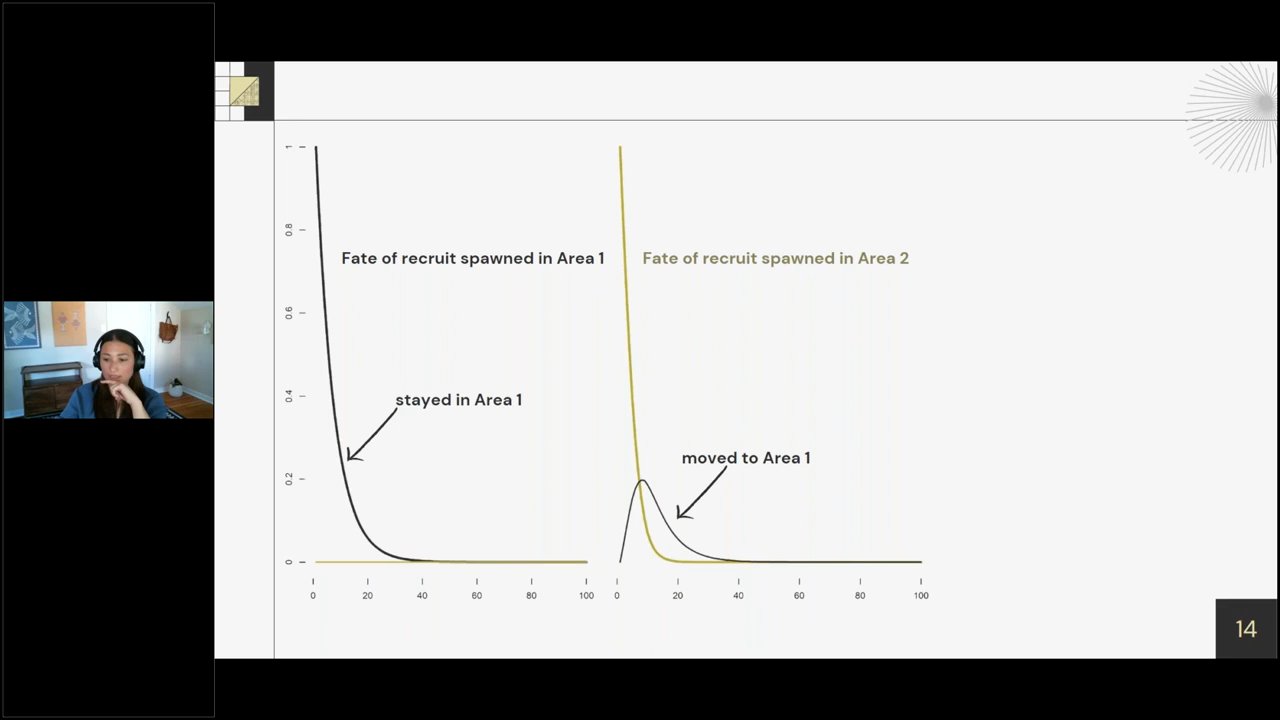 1
0.8
0.6
0.4
0.2
0
Fate of recruit spawned in Area 1
stayed in Area 1
0 20 40 60 80 100
Fate of recruit spawned in Area 2
moved to Area 1
0 20 40 60 80 100
14